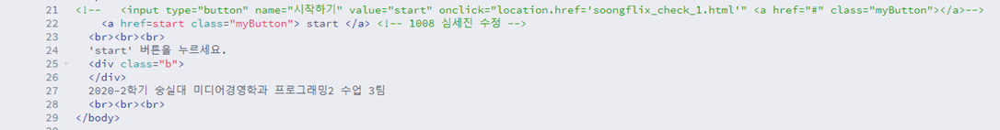 21 <!--   <input type="button" name="시작하기" value="start" onclick="location.href='soongflix_check_1.html'" <a href="#" class="myButton"></a>-->
22 <a href=start class="myButton"> start </a> <!-- 1008 심세진 수정 -->
23 <br><br><br>
24 'start' 버튼을 누르세요.
25 <div class="b">
26 </div>
27 2020-2학기 숭실대 미디어경영학과 프로그래밍2 수업 3팀
28 <br><br><br>
29 </body>